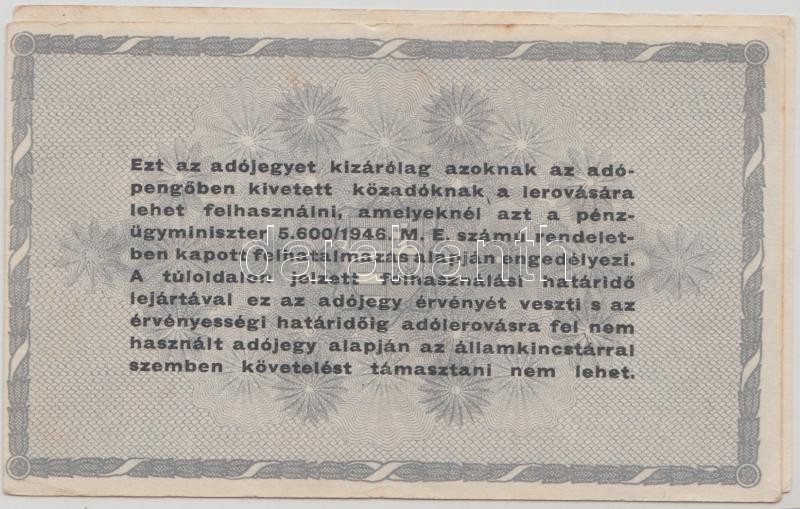 Ezt az adójegyet kizárólag azoknak az adó-
pengőben kivetett közadóknak a lerovására
lehet felhasználni, amelyeknél azt a pénz-
ügyminiszter 5.600/1946. M. E. számu rendelet-
ben kapott felhatalmazás alapján engedélyezi.
A túloldalon jelzett felhasználási határidő
lejártával ez az adójegy érvényét veszti s az
érvényességi határidőig adólerovásra fel nem
használt adójegy alapján az államkincstárral
szemben követelést támasztani nem lehet.
darabanth